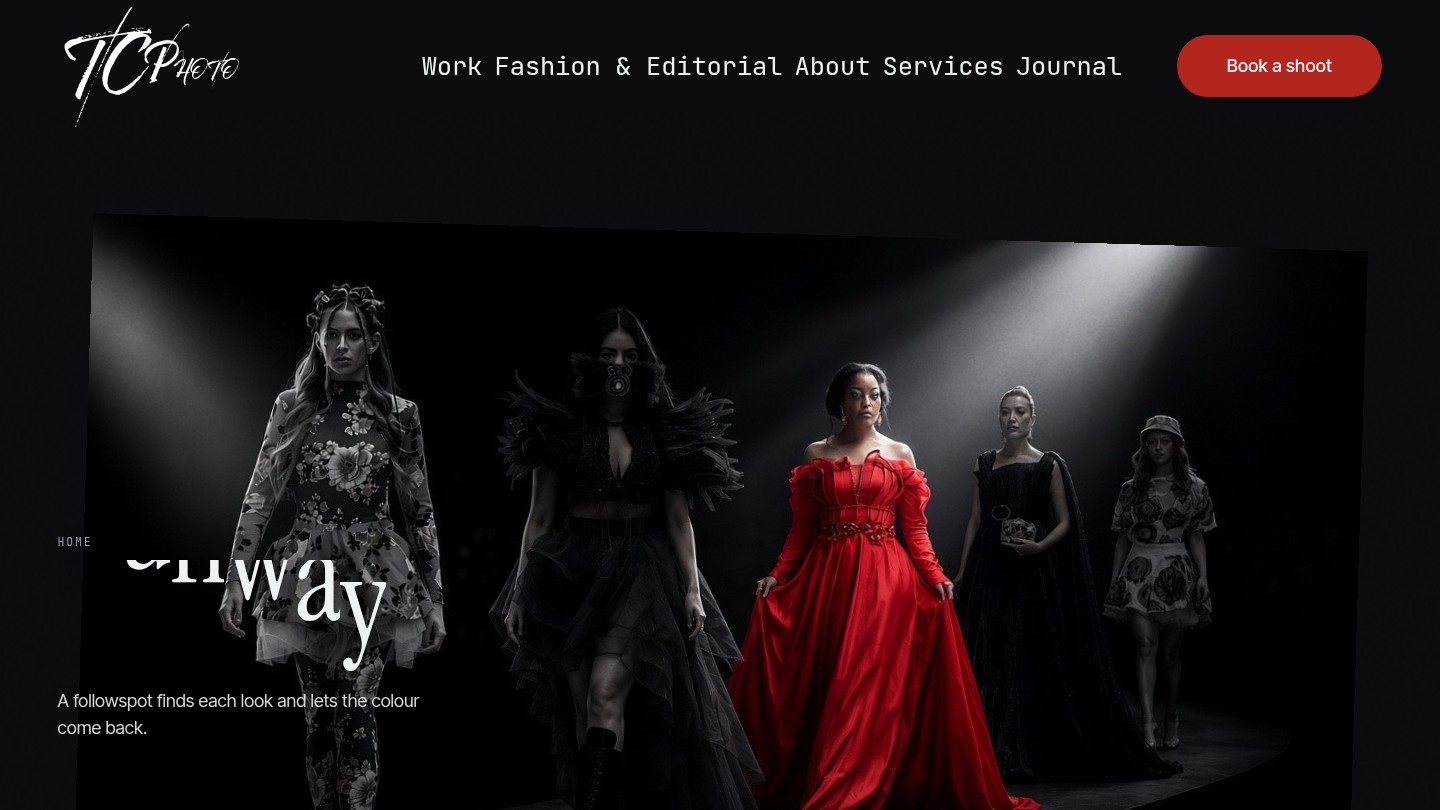 TCPhoto
Work Fashion & Editorial About Services Journal
Book a shoot
HOME
way
A followspot finds each look and lets the colour
come back.